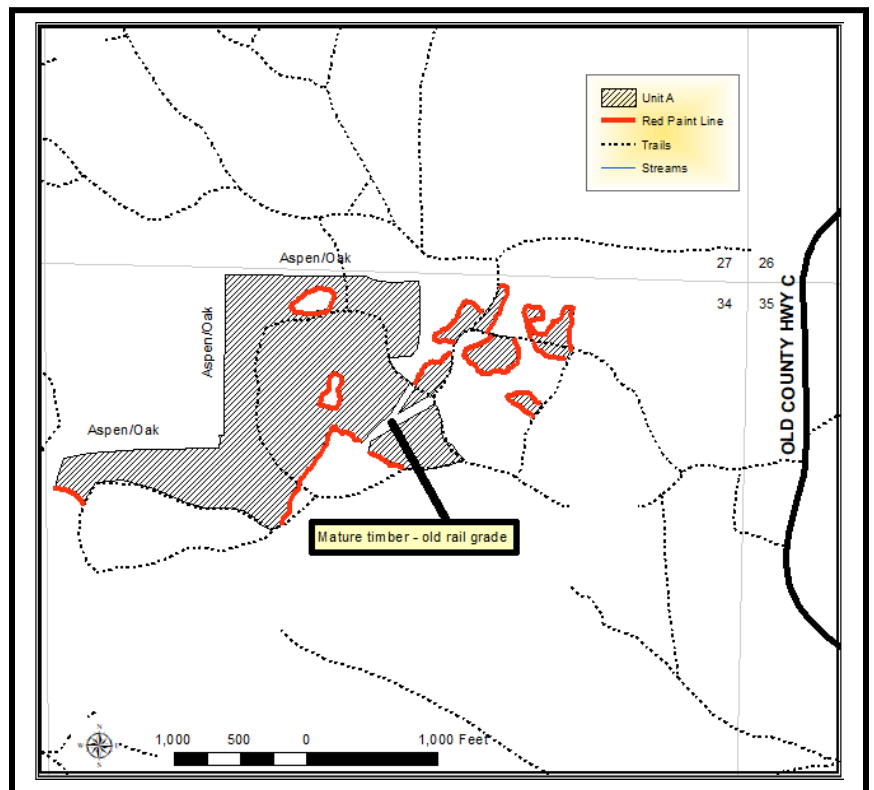 Unit A
Red Paint Line
Trails
Streams
Aspen/Oak
27 26
34 35
OLD COUNTY HWY C
Aspen/Oak
Aspen/Oak
Mature timber - old rail grade
N
W
S
1,000 500 0 1,000 Feet